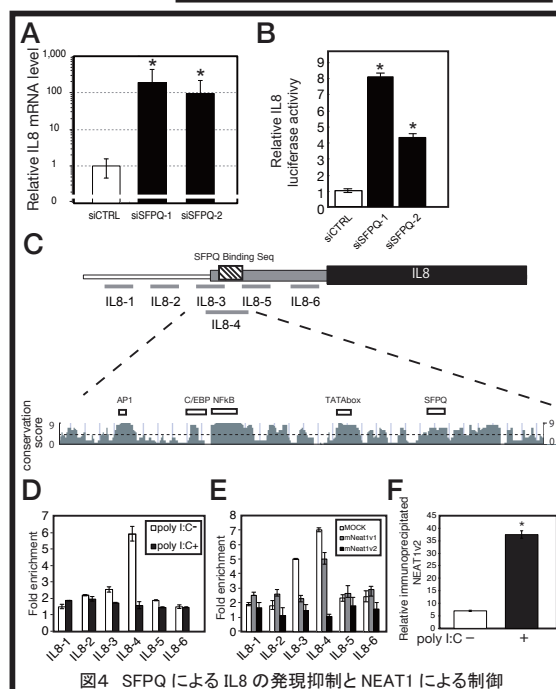 A
Relative IL8 mRNA level
1,000
100
10
1
0
*
*
siCTRL
siSFPQ-1
siSFPQ-2
B
Relative IL8
luciferase activivy
9
8
7
6
5
4
3
2
1
0
*
*
siCTRL
siSFPQ-1
siSFPQ-2
C
SFPQ Binding Seq
IL8
IL8-1
IL8-2
IL8-3
IL8-5
IL8-6
IL8-4
AP1
C/EBP NFkB
TATAbox
SFPQ
conservation
score
9
0
9
0
D
Fold enrichment
7
6
5
4
3
2
1
0
poly I:C-
poly I:C+
IL8-1
IL8-2
IL8-3
IL8-4
IL8-5
IL8-6
E
Fold enrichment
8
7
6
5
4
3
2
0
MOCK
mNeat1v1
mNeat1v2
IL8-1
IL8-2
IL8-3
IL8-4
IL8-5
IL8-6
F
Relative immunoprecipitated
NEAT1v2
45
40
35
30
25
20
15
10
5
0
*
poly I:C - +
図4 SFPQ による IL8 の発現抑制と NEAT1 による制御